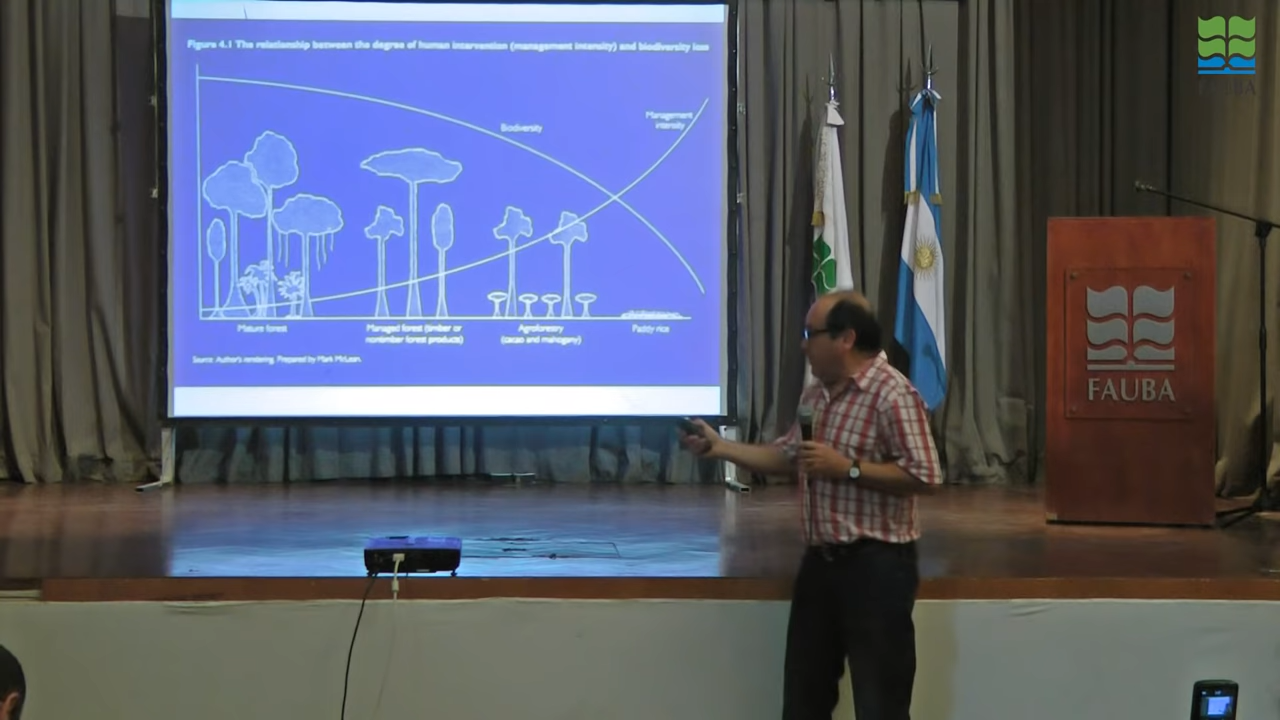 Figure 4.1 The relationship between the degree of human intervention (management intensity) and biodiversity loss
Biodiversity
Management
intensity
Mature forest
Managed forest (timber or
nontimber forest products)
Agroforestry
(cacao and mahogany)
Paddy rice
Source: Author's rendering. Prepared by Mark McLean.
FAUBA
FAUBA